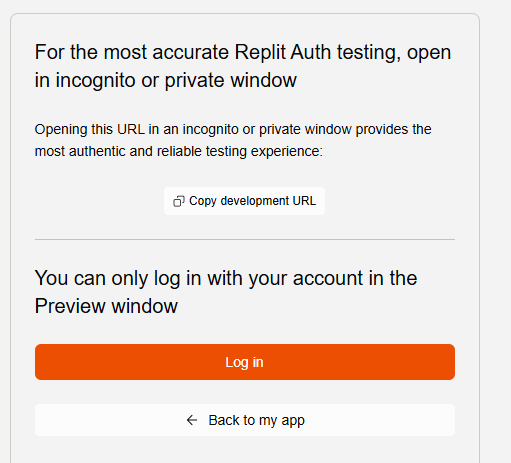 For the most accurate Replit Auth testing, open
in incognito or private window
Opening this URL in an incognito or private window provides the
most authentic and reliable testing experience:
Copy development URL
You can only log in with your account in the
Preview window
Log in
Back to my app